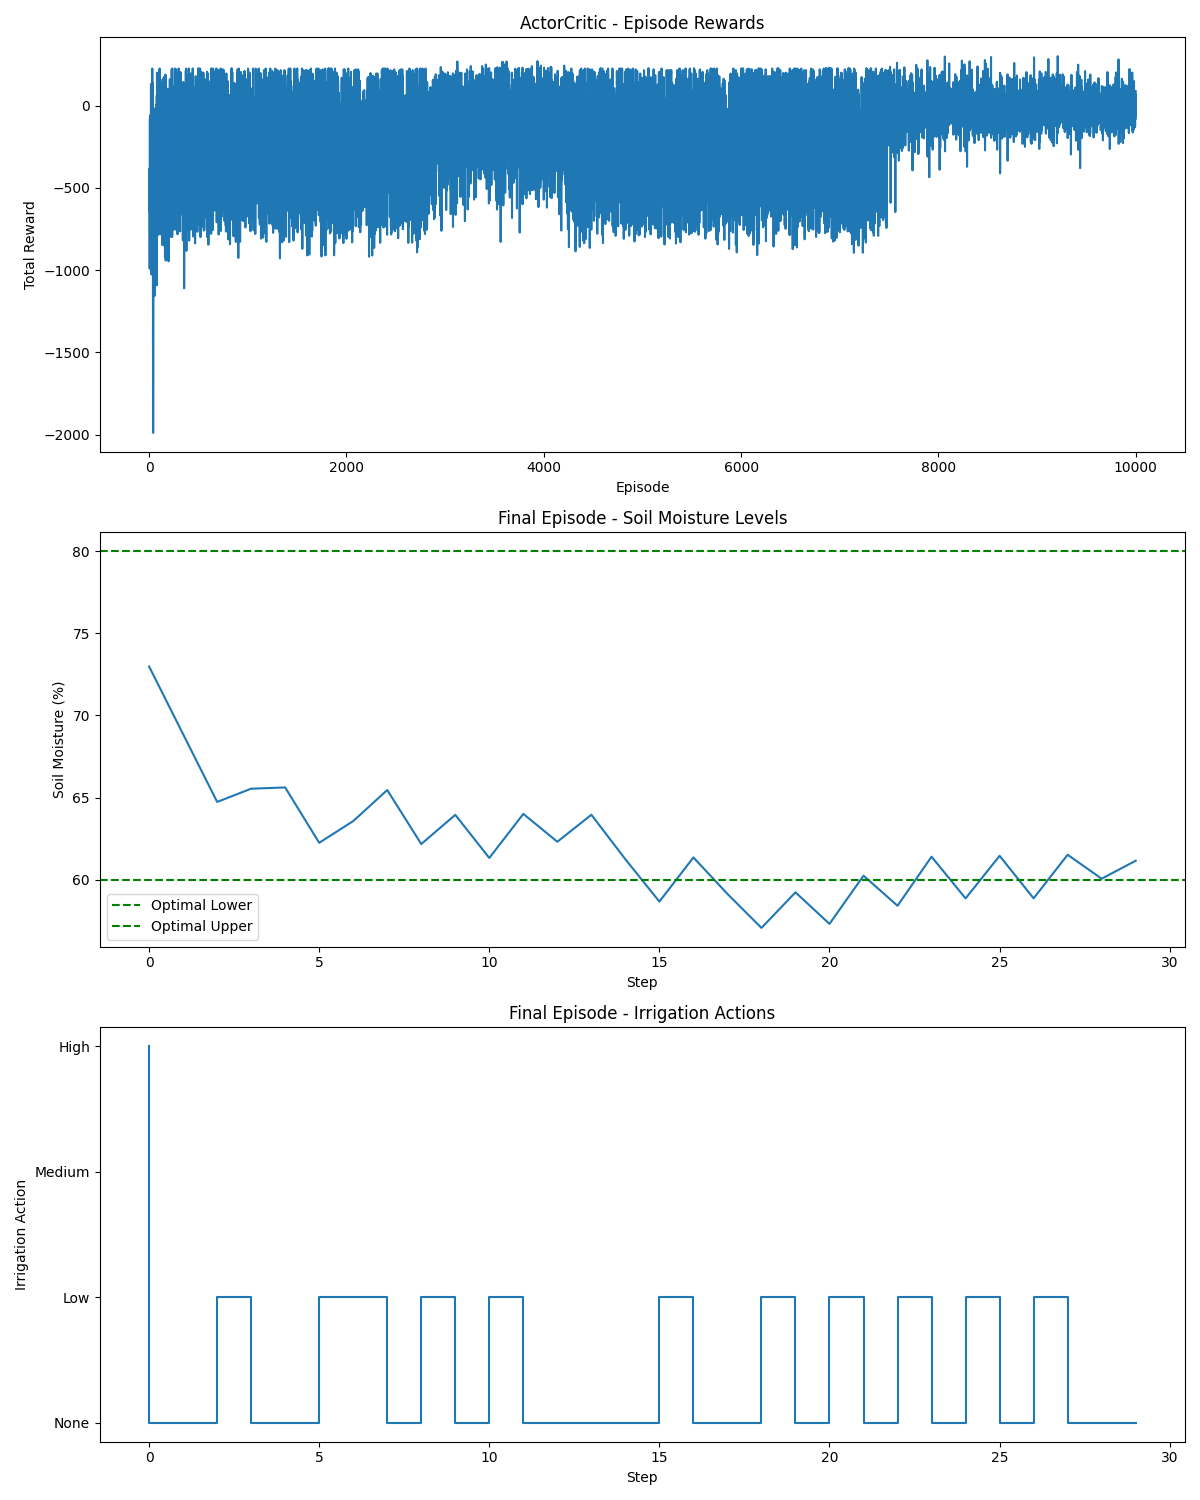 ActorCritic - Episode Rewards
Total Reward
0
−500
−1000
−1500
−2000
0 2000 4000 6000 8000 10000
Episode
Final Episode - Soil Moisture Levels
Soil Moisture (%)
80
75
70
65
60
Optimal Lower
Optimal Upper
0 5 10 15 20 25 30
Step
Final Episode - Irrigation Actions
Irrigation Action
High
Medium
Low
None
0 5 10 15 20 25 30
Step